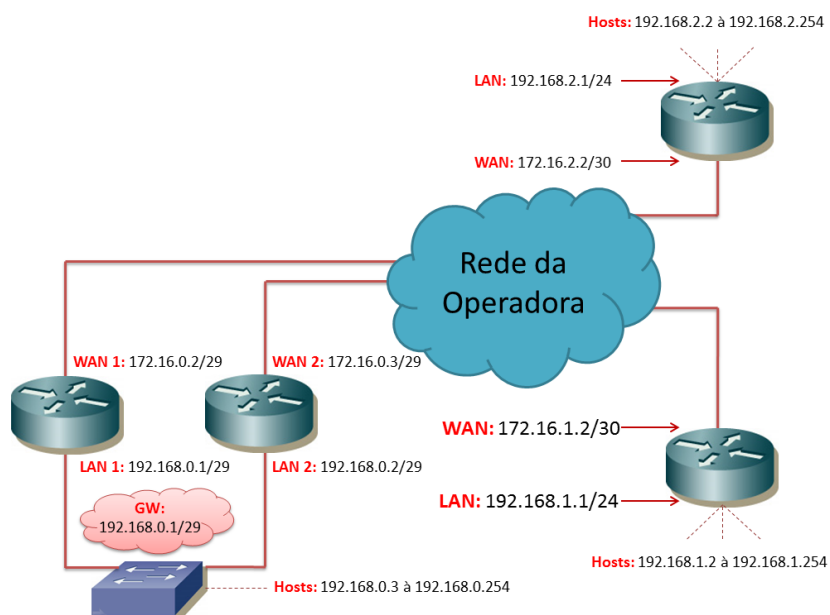 Hosts: 192.168.2.2 à 192.168.2.254
LAN: 192.168.2.1/24
WAN: 172.16.2.2/30
Rede da
Operadora
WAN 1: 172.16.0.2/29
WAN 2: 172.16.0.3/29
WAN: 172.16.1.2/30
LAN 1: 192.168.0.1/29
LAN 2: 192.168.0.2/29
GW:
192.168.0.1/29
LAN: 192.168.1.1/24
Hosts: 192.168.1.2 à 192.168.1.254
Hosts: 192.168.0.3 à 192.168.0.254